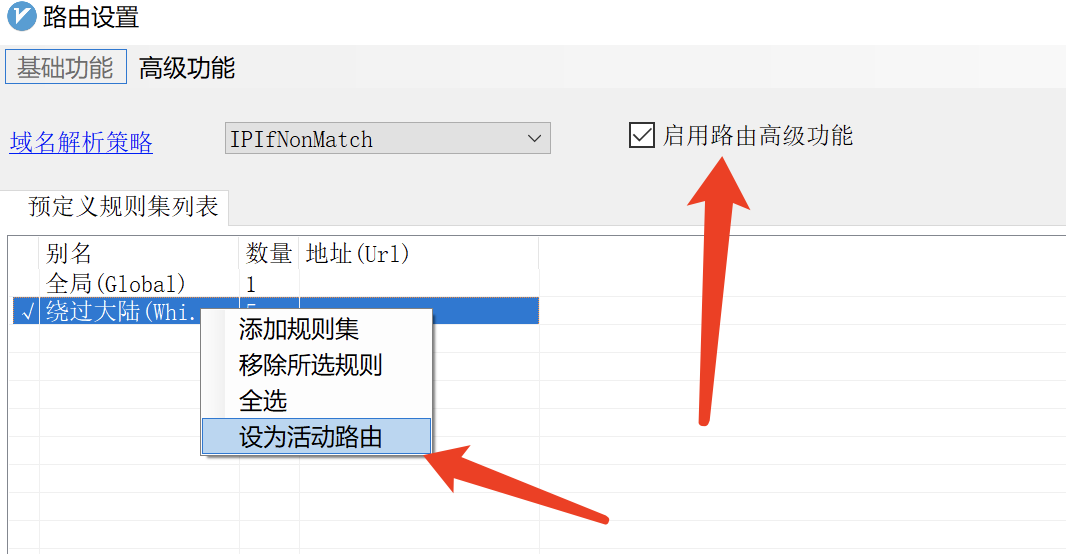 路由设置
基础功能 高级功能
域名解析策略 IPIfNonMatch 启用路由高级功能
预定义规则集列表
别名 数量 地址(Url)
全局(Global) 1
√ 绕过大陆(Whi..
添加规则集
移除所选规则
全选
设为活动路由